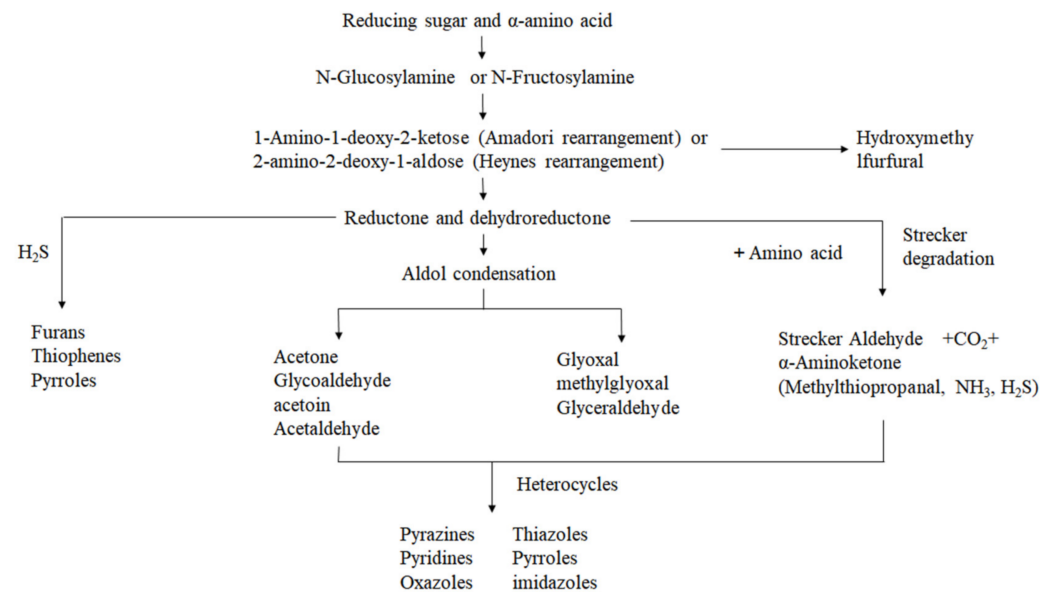 Reducing sugar and α-amino acid
N-Glucosylamine or N-Fructosylamine
1-Amino-1-deoxy-2-ketose (Amadori rearrangement) or
2-amino-2-deoxy-1-aldose (Heynes rearrangement)
Hydroxymethy
lfurfural
Reductone and dehydroreductone
H₂S
Aldol condensation
+ Amino acid
Strecker
degradation
Furans
Thiophenes
Pyrroles
Acetone
Glycoaldehyde
acetoin
Acetaldehyde
Glyoxal
methylglyoxal
Glyceraldehyde
Strecker Aldehyde +CO₂+
α-Aminoketone
(Methylthiopropanal, NH₃, H₂S)
Heterocycles
Pyrazines Thiazoles
Pyridines Pyrroles
Oxazoles imidazoles